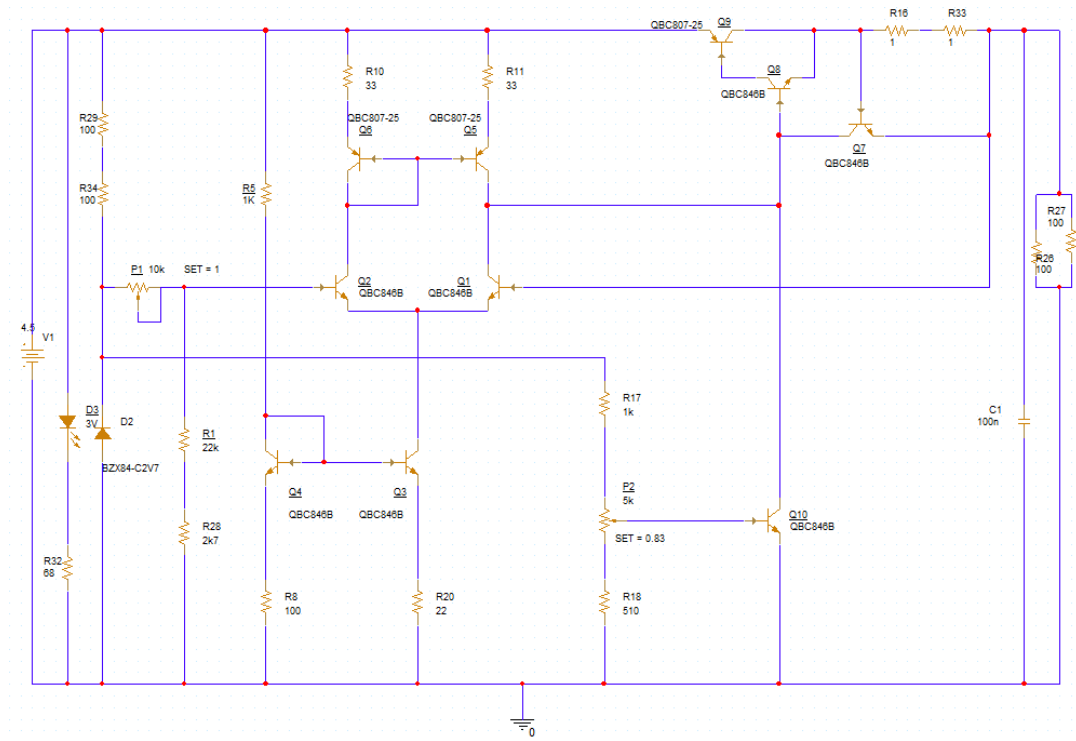 R16
R33
QBC807-25
Q9
1
1
Q8
R10
33
R11
33
QBC846B
R29
100
QBC807-25
Q6
QBC807-25
Q5
Q7
QBC846B
R34
100
R5
1K
R27
100
R26
100
P1
10k
SET = 1
Q2
QBC846B
Q1
QBC846B
4.5
V1
R17
1k
D3
3V
D2
C1
100n
R1
22k
BZX84-C2V7
P2
5k
Q4
QBC846B
Q3
QBC846B
Q10
QBC846B
R28
2k7
SET = 0.83
R32
68
R8
100
R20
22
R18
510
0